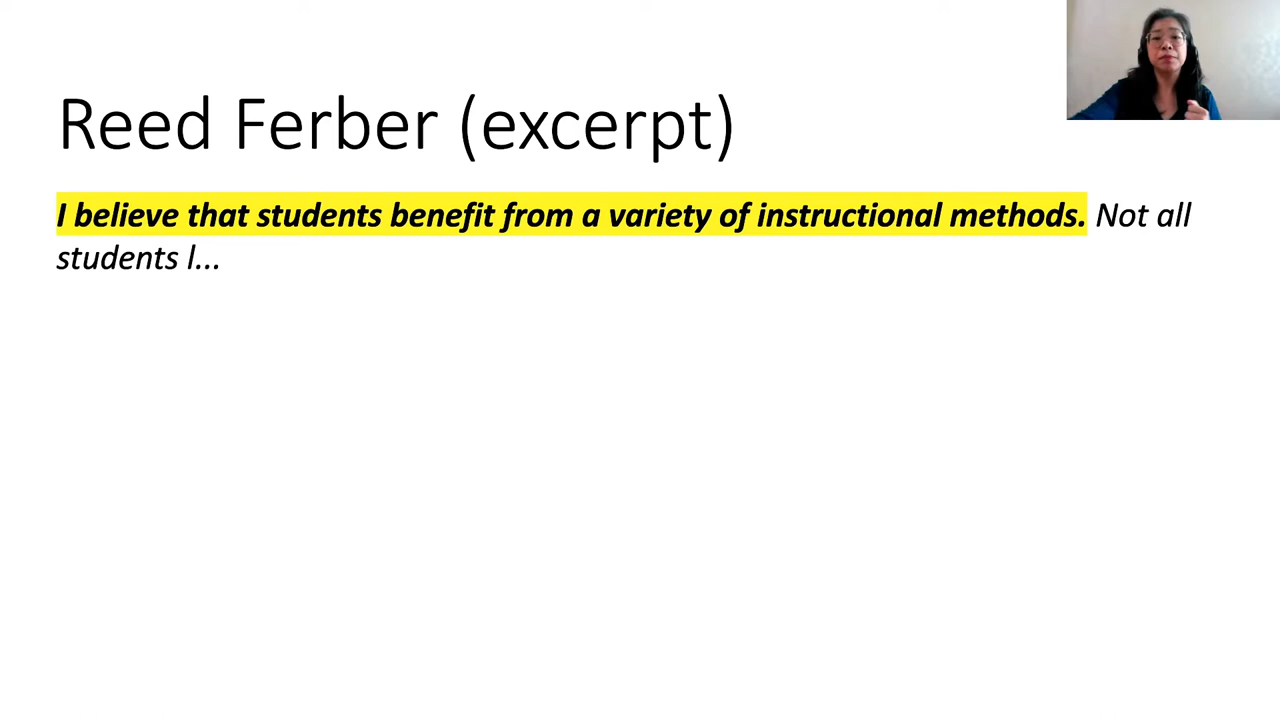 Reed Ferber (excerpt)
I believe that students benefit from a variety of instructional methods. Not all
students l...